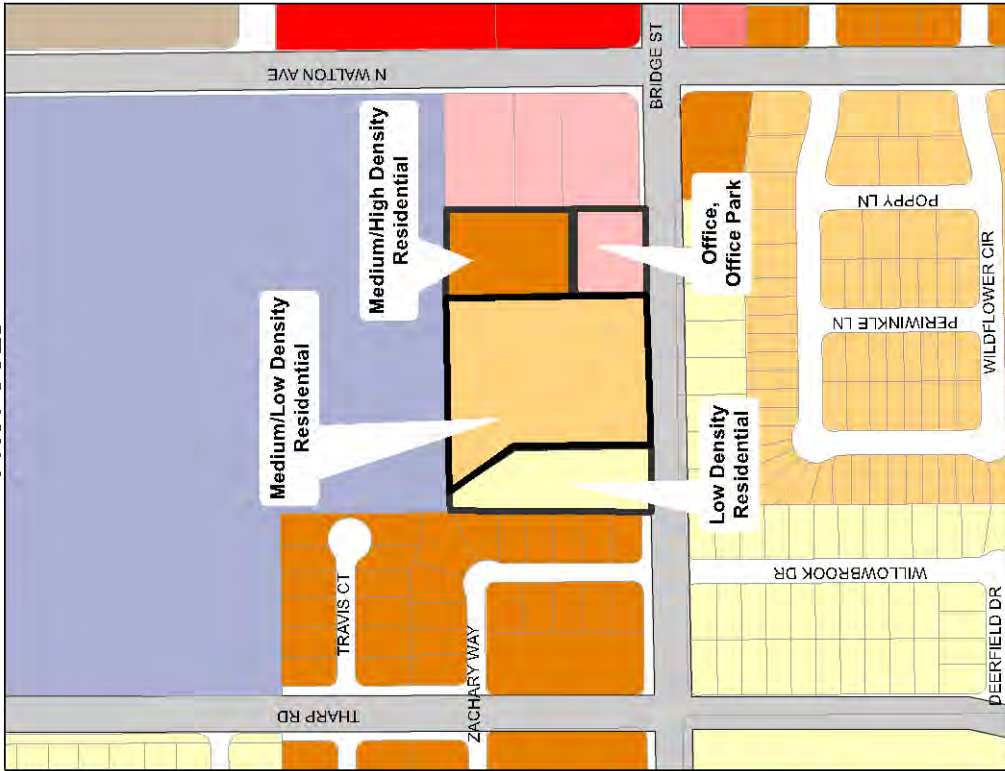 N WALTON AVE
BRIDGE ST
Medium/High Density
Residential
Medium/Low Density
Residential
Office,
Office Park
Low Density
Residential
POPPY LN
PERIWINKLE LN
WILDFLOWER CIR
TRAVIS CT
ZACHARY WAY
WILLOWBROOK DR
DEERFIELD DR
THARP RD